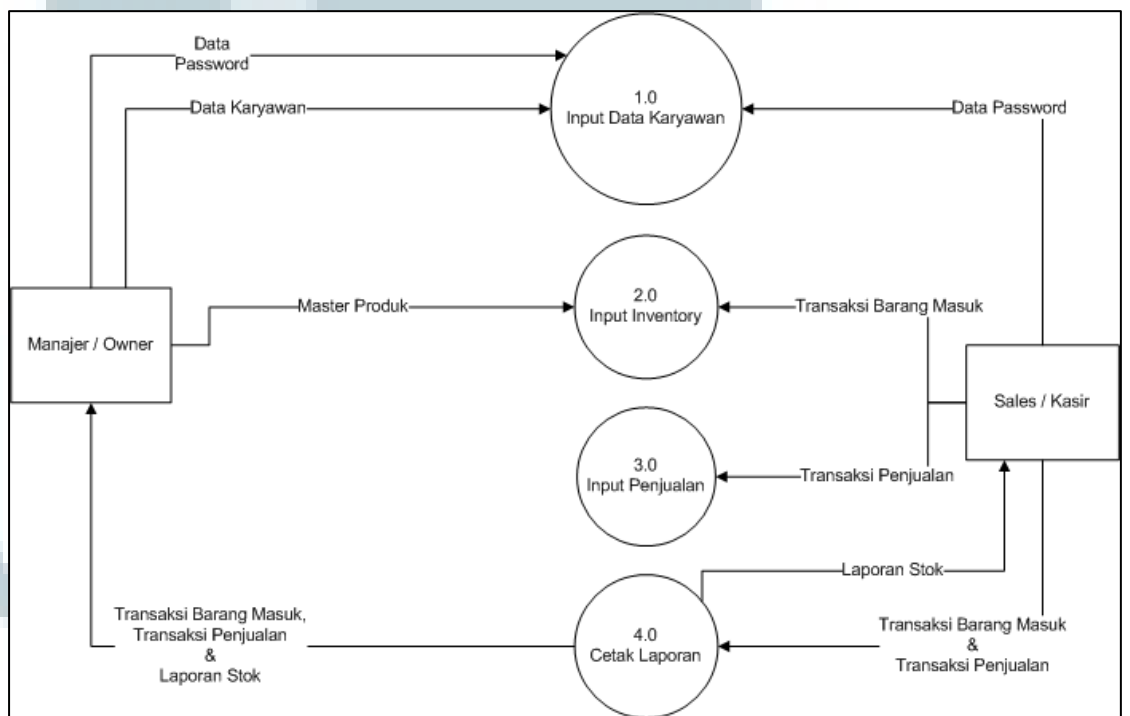 Data
Password
1.0
Input Data Karyawan
Data Karyawan
Data Password
2.0
Input Inventory
Master Produk
Transaksi Barang Masuk
Manajer / Owner
Sales / Kasir
3.0
Input Penjualan
Transaksi Penjualan
Laporan Stok
Transaksi Barang Masuk,
Transaksi Penjualan
&
Laporan Stok
4.0
Cetak Laporan
Transaksi Barang Masuk
&
Transaksi Penjualan